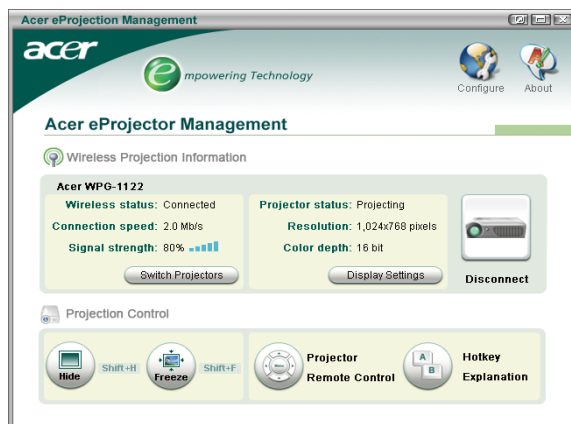 Acer eProjection Management
acer
e mpowering Technology
Configure
About
Acer eProjector Management
Wireless Projection Information
Acer WPG-1122
Wireless status: Connected
Connection speed: 2.0 Mb/s
Signal strength: 80%
Switch Projectors
Projector status: Projecting
Resolution: 1,024x768 pixels
Color depth: 16 bit
Display Settings
Disconnect
Projection Control
Hide
Shift+H
Freeze
Shift+F
Menu
Projector
Remote Control
A
B
Hotkey
Explanation